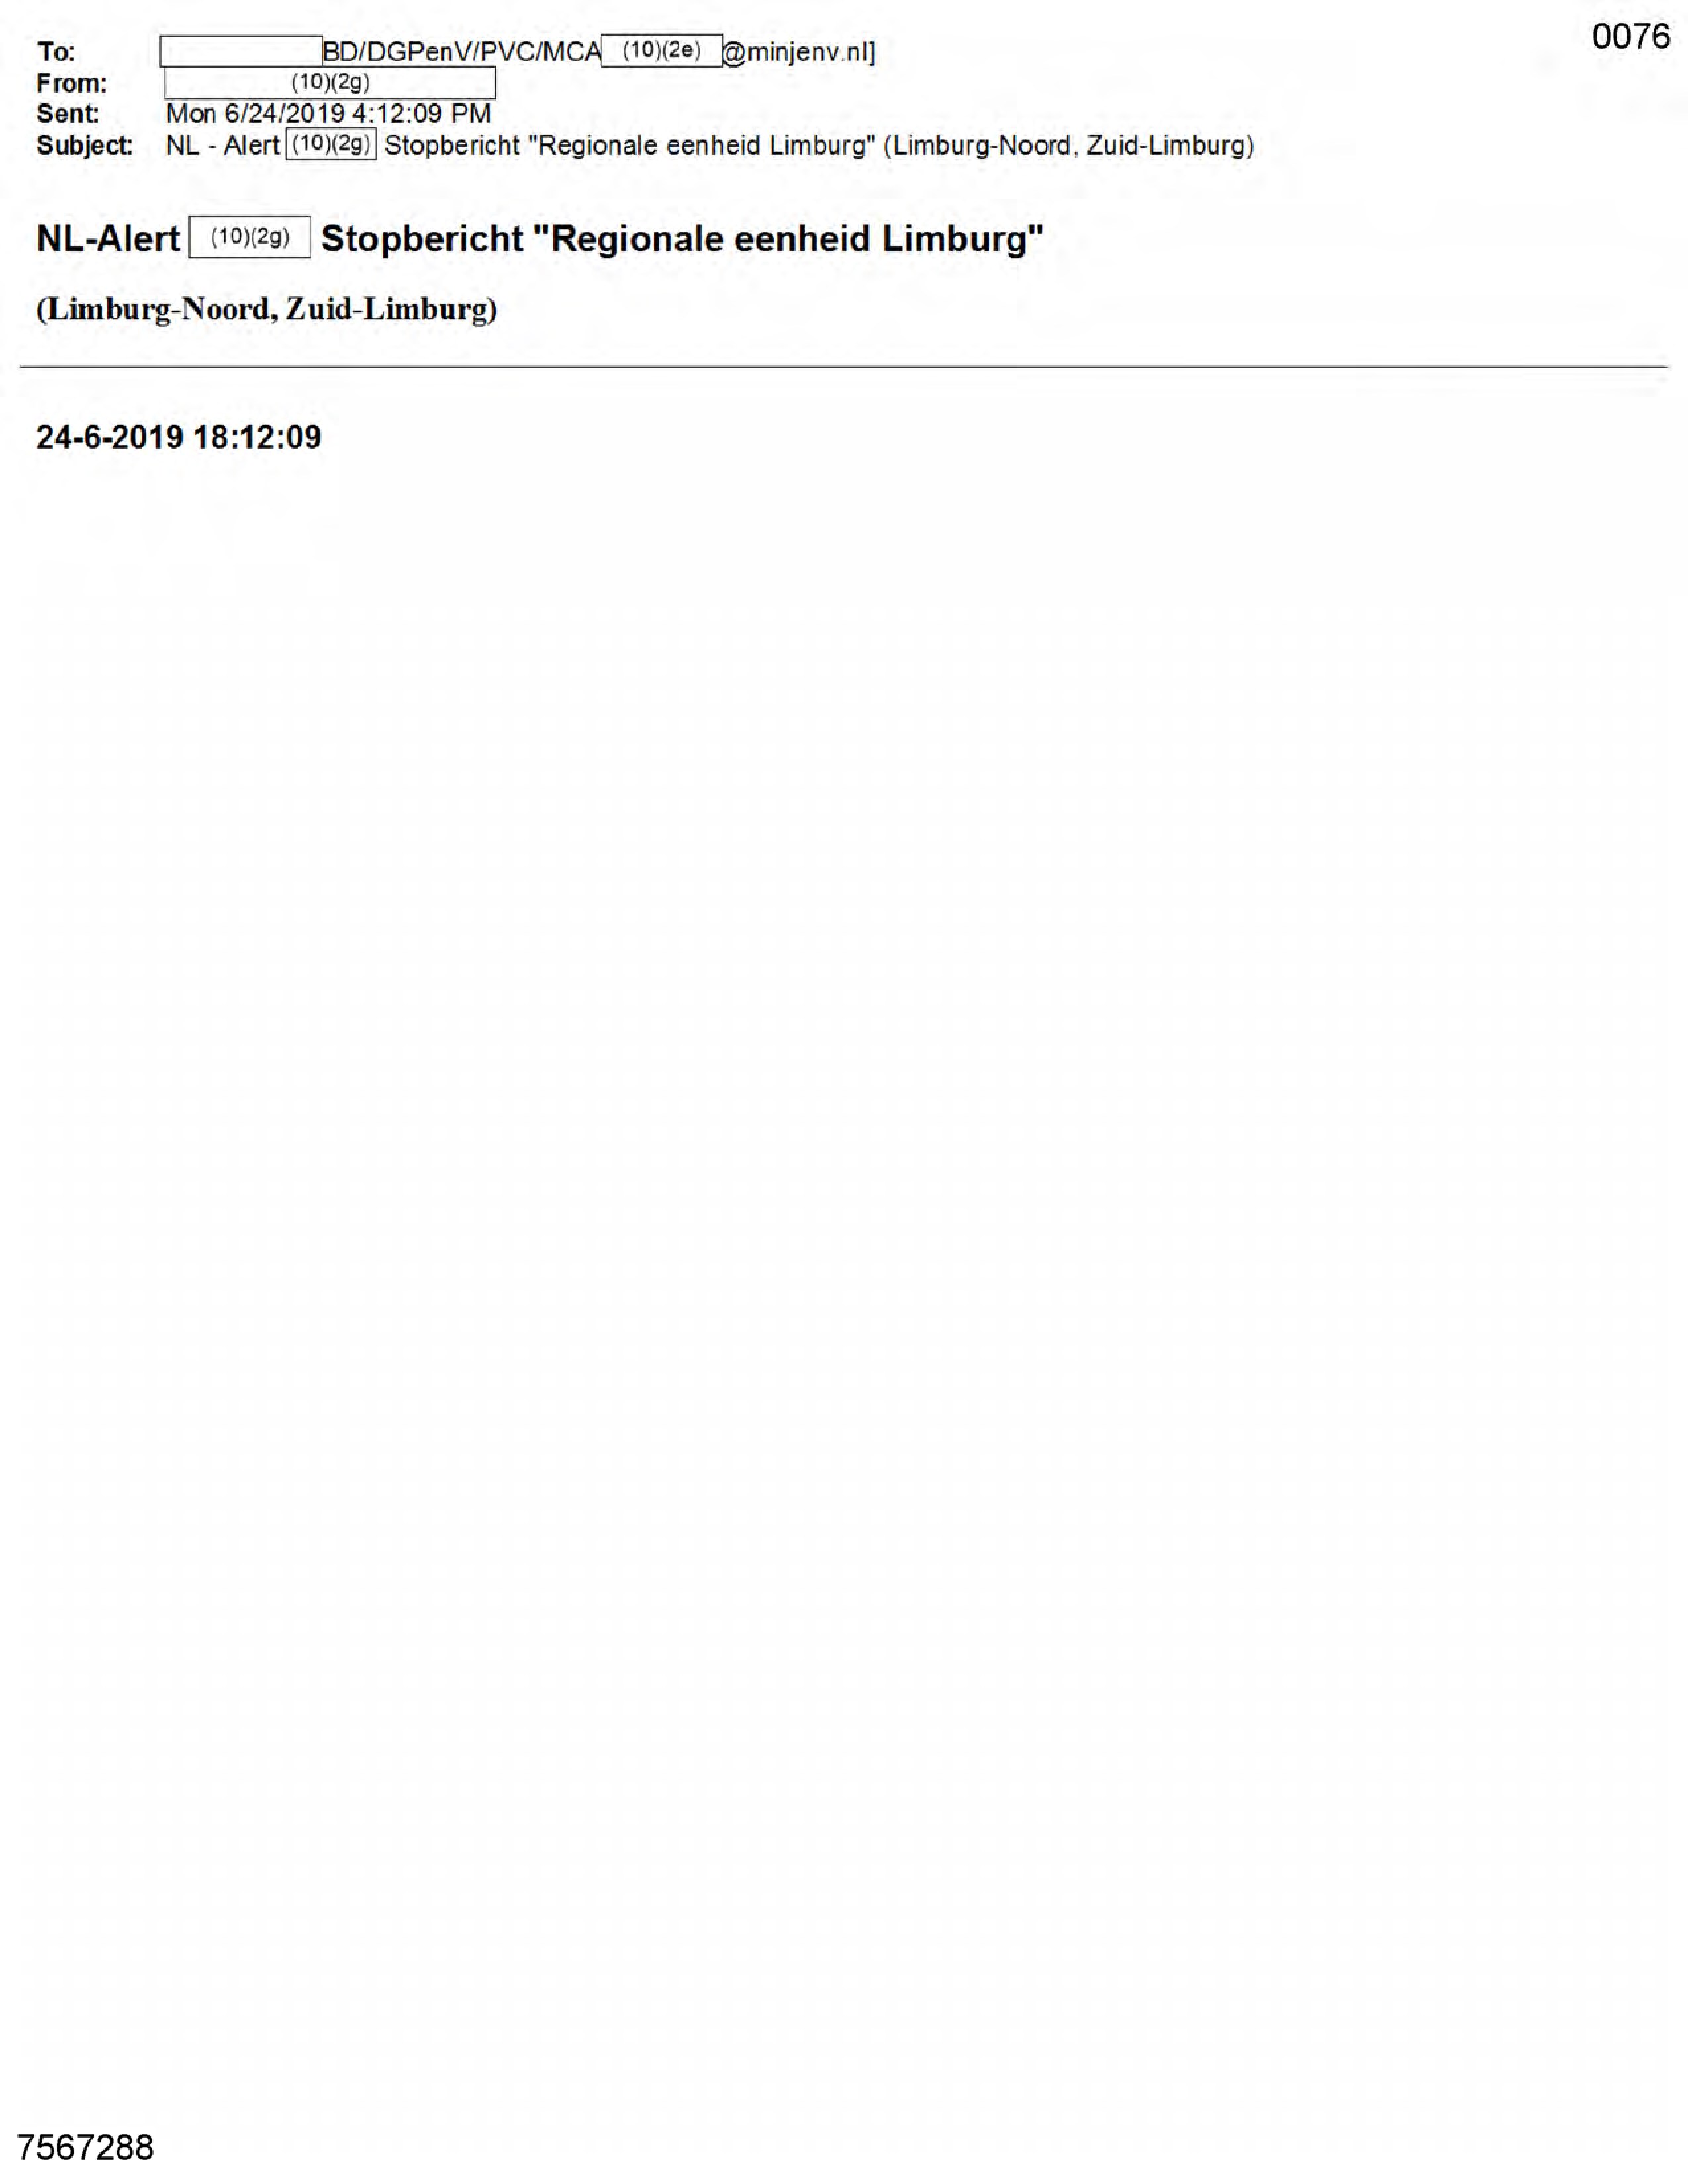 0076
To: BD/DGPenV/PVC/MCA (10)(2e) @minjenv.nl]
From: (10)(2g)
Sent: Mon 6/24/2019 4:12:09 PM
Subject: NL - Alert (10)(2g) Stopbericht "Regionale eenheid Limburg" (Limburg-Noord, Zuid-Limburg)
NL-Alert (10)(2g) Stopbericht "Regionale eenheid Limburg"
(Limburg-Noord, Zuid-Limburg)
24-6-2019 18:12:09
7567288